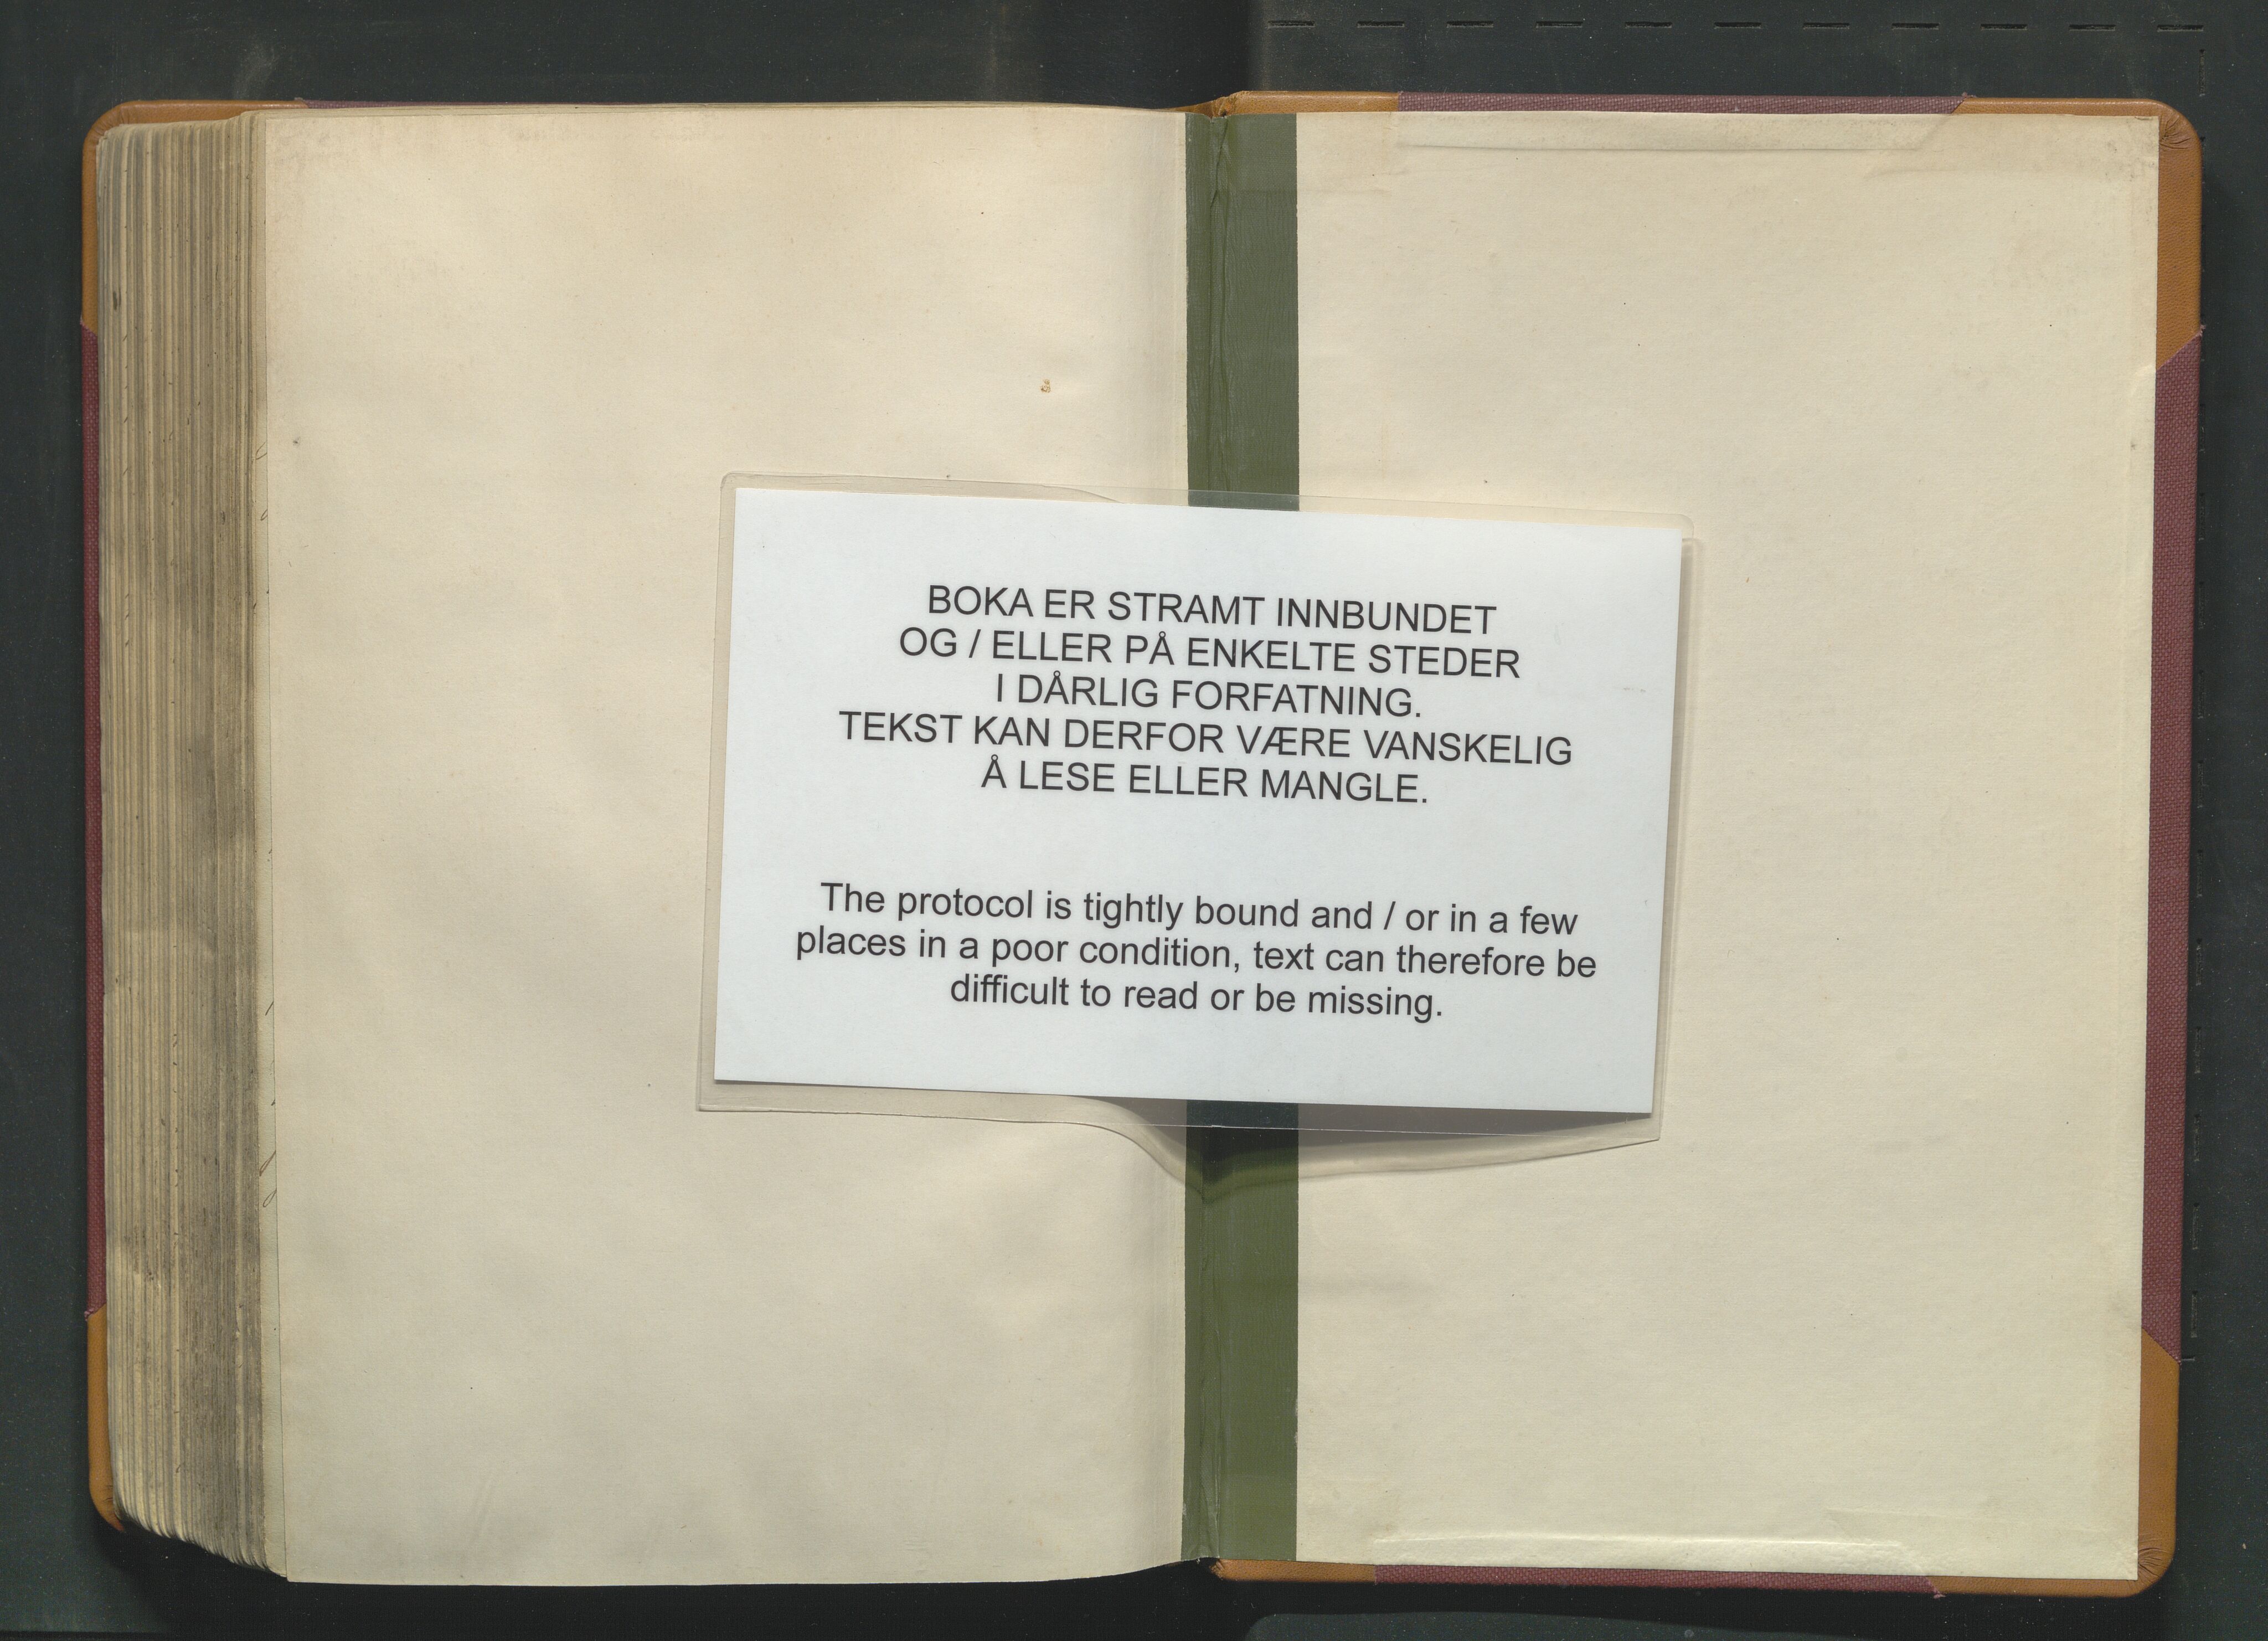 BOKA ER STRAMT INNBUNDET
OG / ELLER PÅ ENKELTE STEDER
I DÅRLIG FORFATNING.
TEKST KAN DERFOR VÆRE VANSKELIG
Å LESE ELLER MANGLE.
The protocol is tightly bound and / or in a few
places in a poor condition, text can therefore be
difficult to read or be missing.